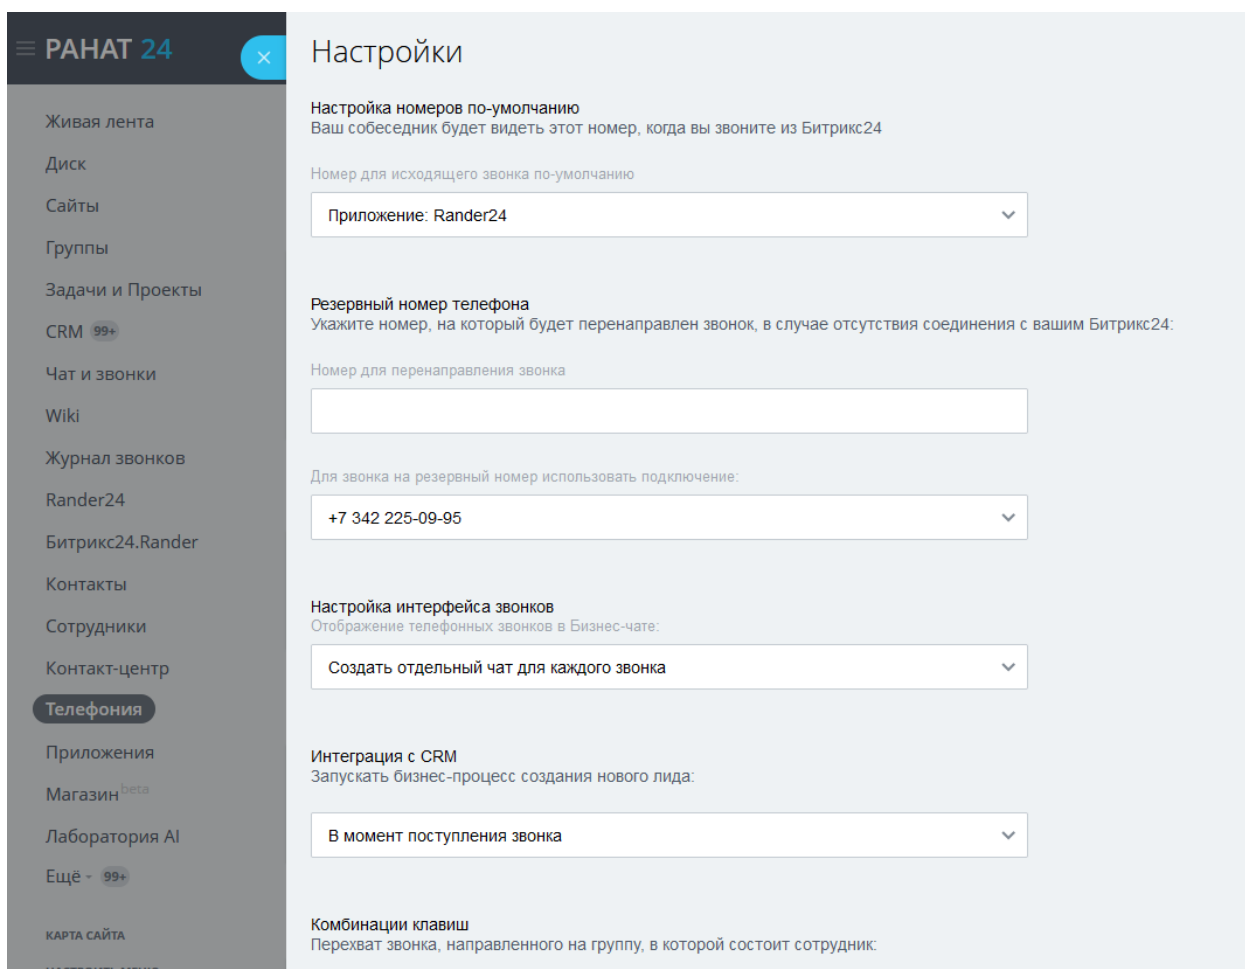 РАНАТ 24
Живая лента
Диск
Сайты
Группы
Задачи и Проекты
CRM 99+
Чат и звонки
Wiki
Журнал звонков
Rander24
Битрикс24.Rander
Контакты
Сотрудники
Контакт-центр
Телефония
Приложения
Магазин beta
Лаборатория AI
Ещё 99+
КАРТА САЙТА
НАСТРОИТЬ МЕНЮ
Настройки
Настройка номеров по-умолчанию
Ваш собеседник будет видеть этот номер, когда вы звоните из Битрикс24
Номер для исходящего звонка по-умолчанию
Приложение: Rander24
Резервный номер телефона
Укажите номер, на который будет перенаправлен звонок, в случае отсутствия соединения с вашим Битрикс24:
Номер для перенаправления звонка
Для звонка на резервный номер использовать подключение:
+7 342 225-09-95
Настройка интерфейса звонков
Отображение телефонных звонков в Бизнес-чате:
Создать отдельный чат для каждого звонка
Интеграция с CRM
Запускать бизнес-процесс создания нового лида:
В момент поступления звонка
Комбинации клавиш
Перехват звонка, направленного на группу, в которой состоит сотрудник: